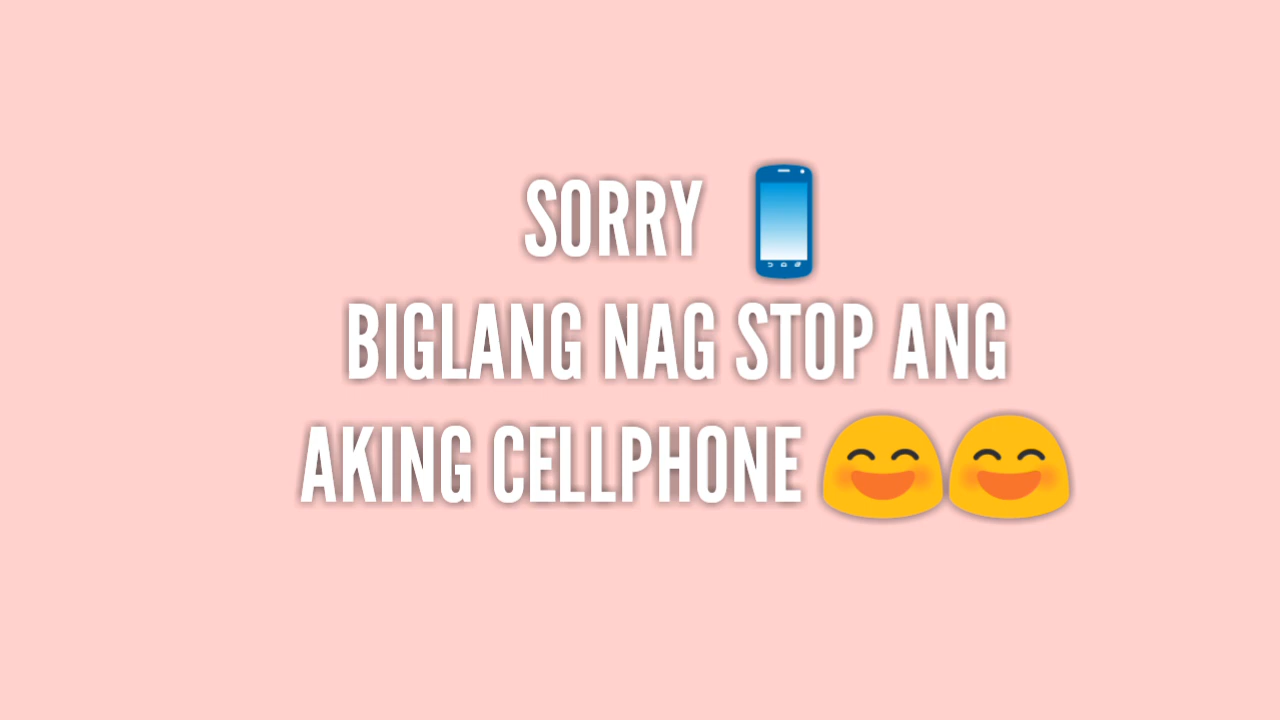 SORRY 📱
BIGLANG NAG STOP ANG
AKING CELLPHONE 😄😄